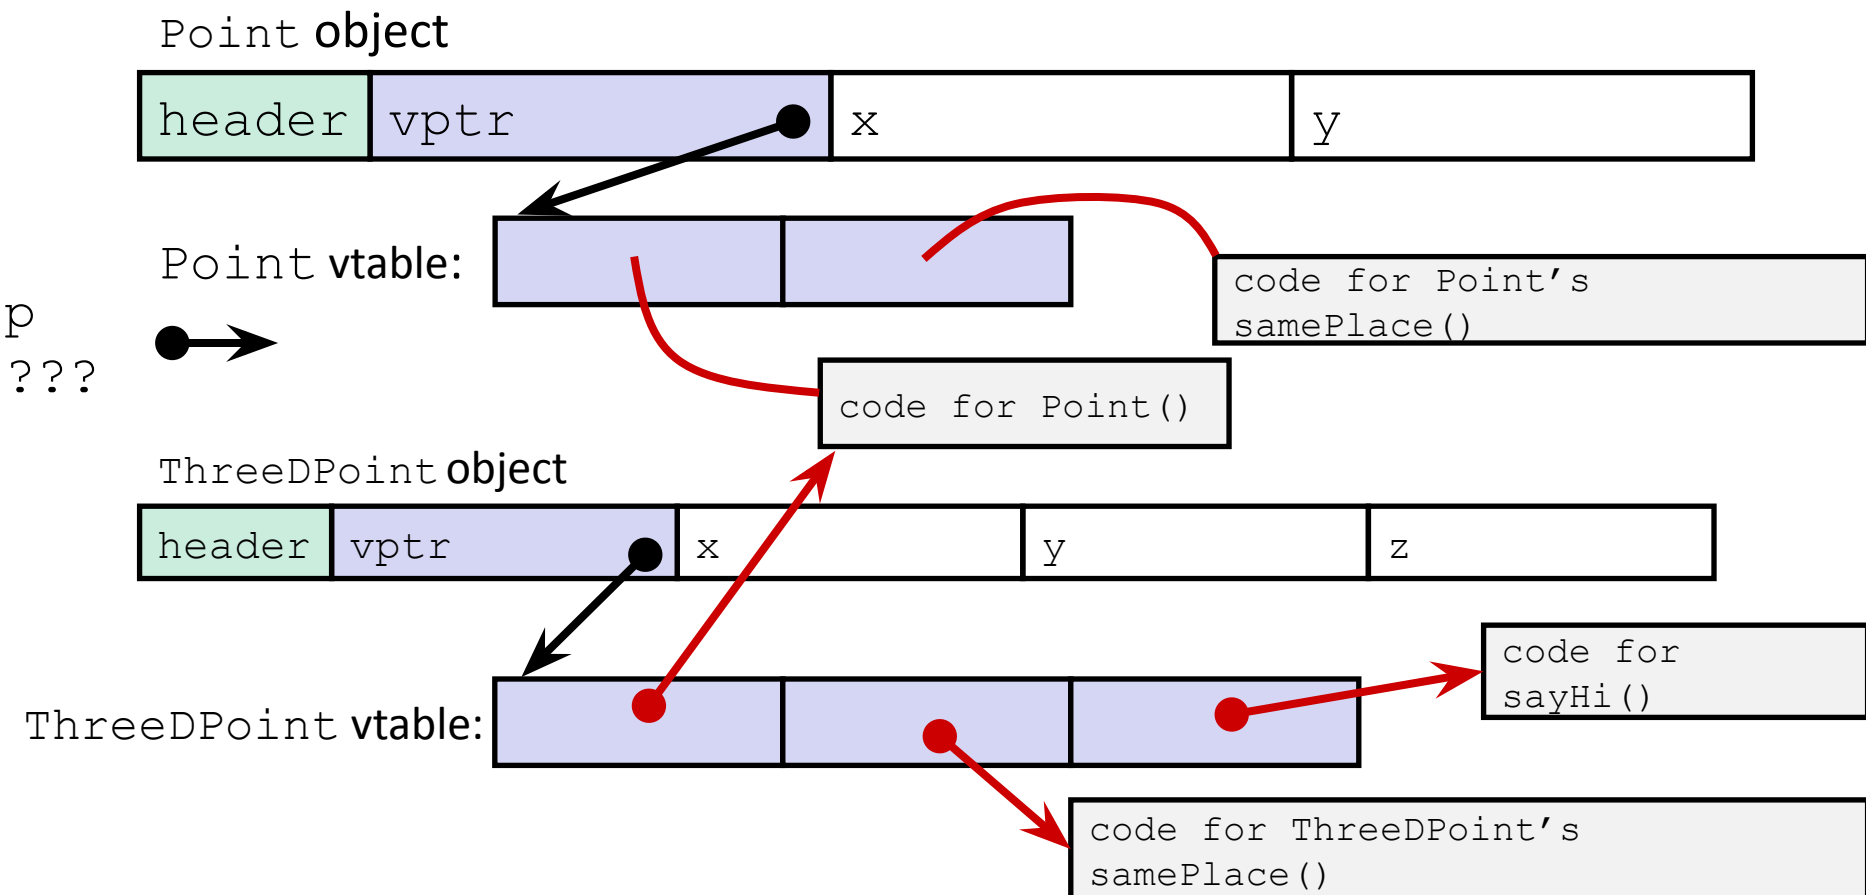 Point object
header vptr x y
Point vtable:
code for Point's
samePlace()
p
???
code for Point()
ThreeDPoint object
header vptr x y z
code for
sayHi()
ThreeDPoint vtable:
code for ThreeDPoint's
samePlace()